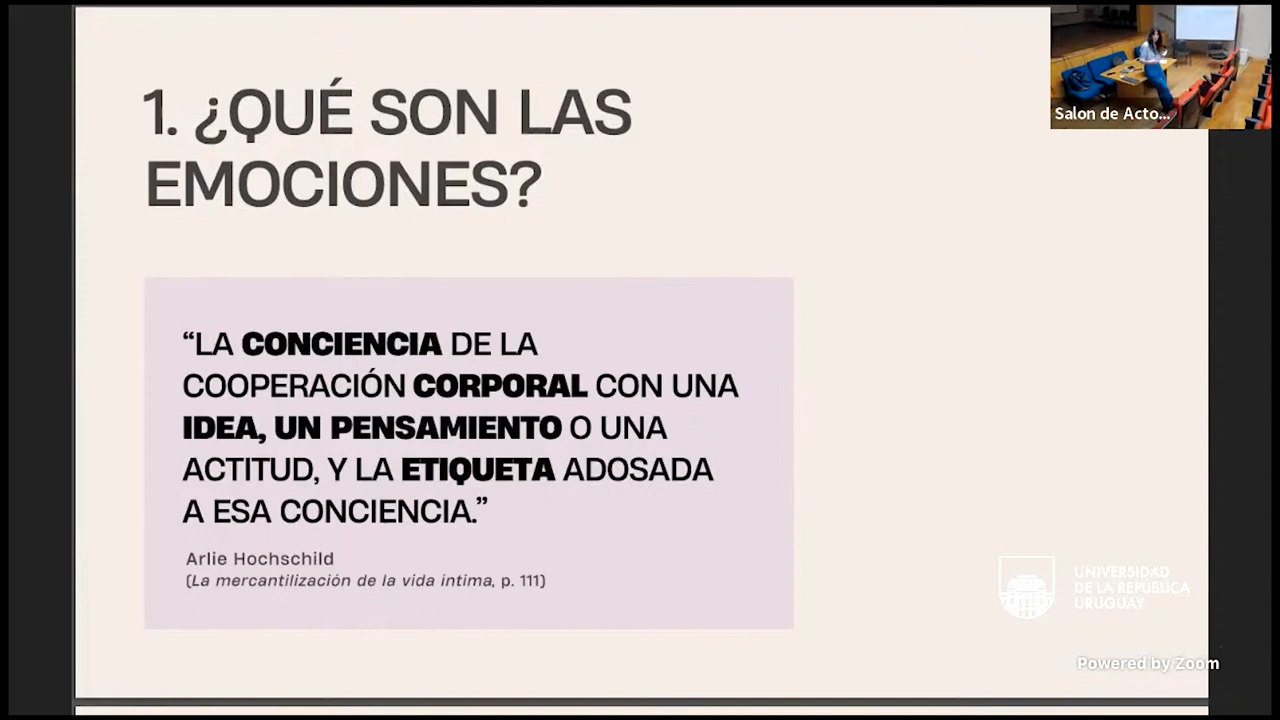 1. ¿QUÉ SON LAS
EMOCIONES?
“LA CONCIENCIA DE LA
COOPERACIÓN CORPORAL CON UNA
IDEA, UN PENSAMIENTO O UNA
ACTITUD, Y LA ETIQUETA ADOSADA
A ESA CONCIENCIA.”
Arlie Hochschild
(La mercantilización de la vida íntima, p. 111)
Salon de Acto...
UNIVERSIDAD
DE LA REPÚBLICA
URUGUAY
Powered by Zoom